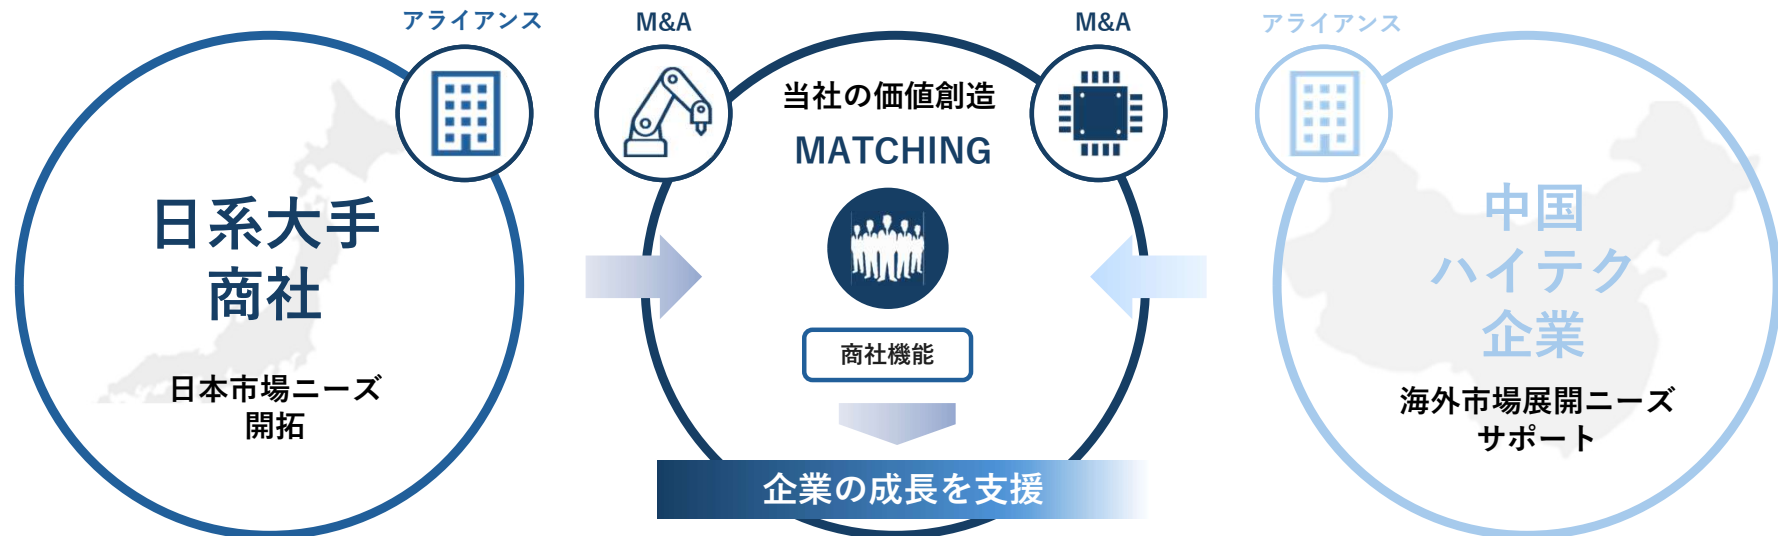 アライアンス
日系大手
商社
日本市場ニーズ
開拓
M&A
M&A
当社の価値創造
MATCHING
商社機能
企業の成長を支援
アライアンス
中国
ハイテク
企業
海外市場展開ニーズ
サポート